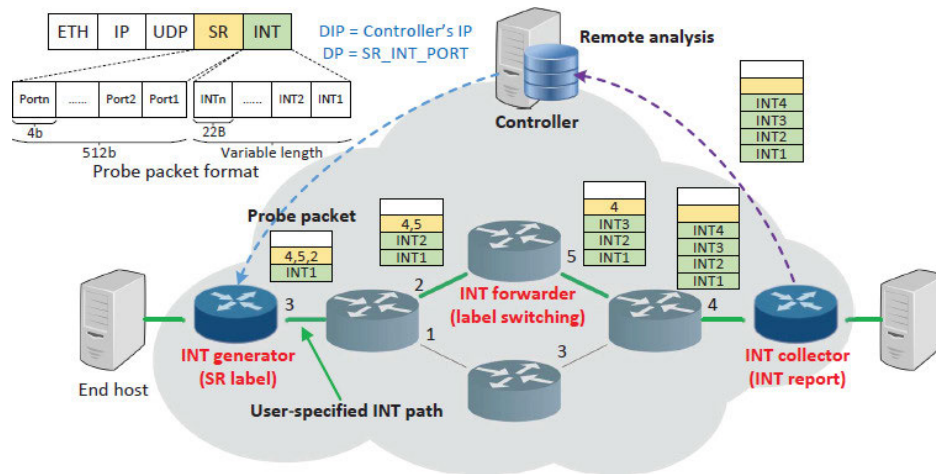 ETH IP UDP SR INT
DIP = Controller's IP
DP = SR_INT_PORT
Remote analysis
Portn ...... Port2 Port1
INTn ...... INT2 INT1
4b
22B
512b
Variable length
Probe packet format
Controller
INT4
INT3
INT2
INT1
Probe packet
4,5,2
INT1
4,5
INT2
INT1
4
INT3
INT2
INT1
INT4
INT3
INT2
INT1
3
2
5
4
1
3
INT generator
(SR label)
INT forwarder
(label switching)
INT collector
(INT report)
End host
User-specified INT path